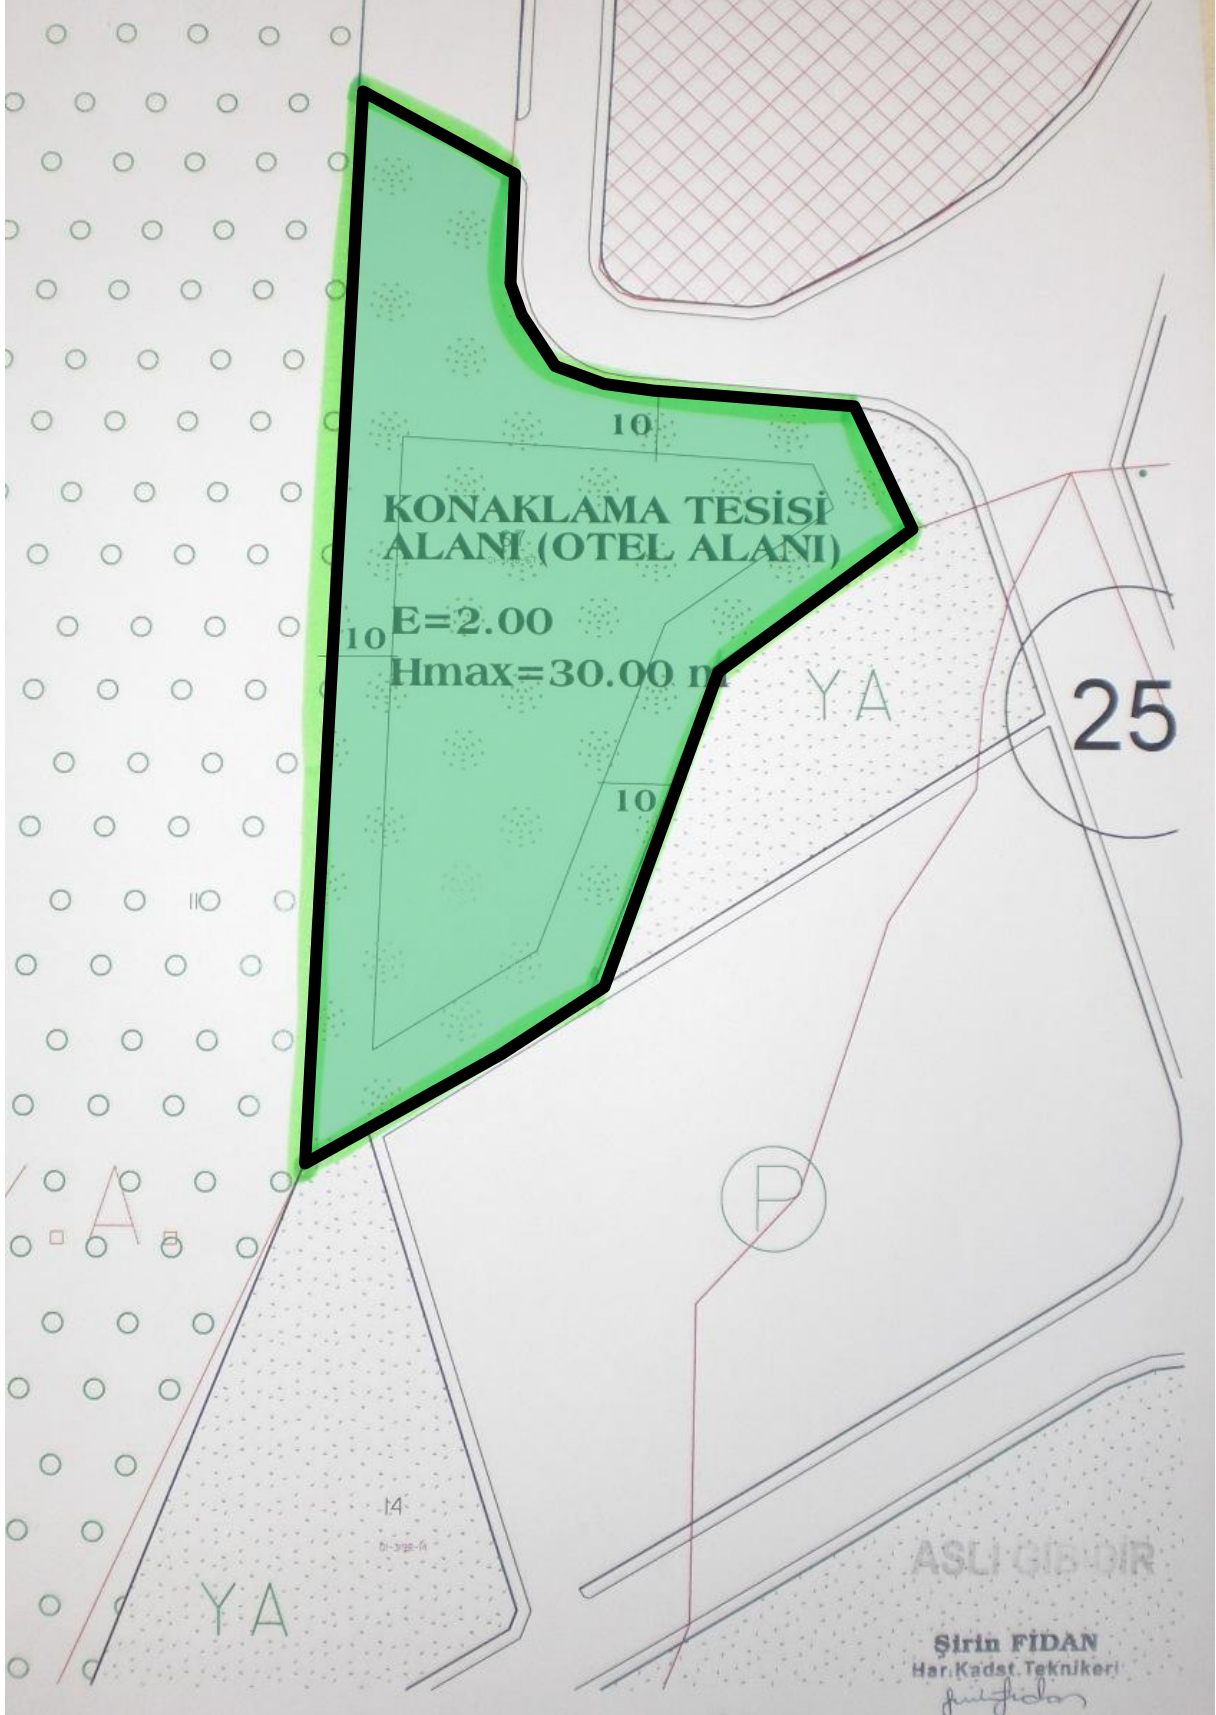 10
KONAKLAMA TESİSİ
ALANI (OTEL ALANI)
E=2.00
10
Hmax=30.00 m
YA
25
10
P
.A.
14
YA
ASLI GİBİDİR
Şirin FİDAN
Har.Kadst.Teknikeri